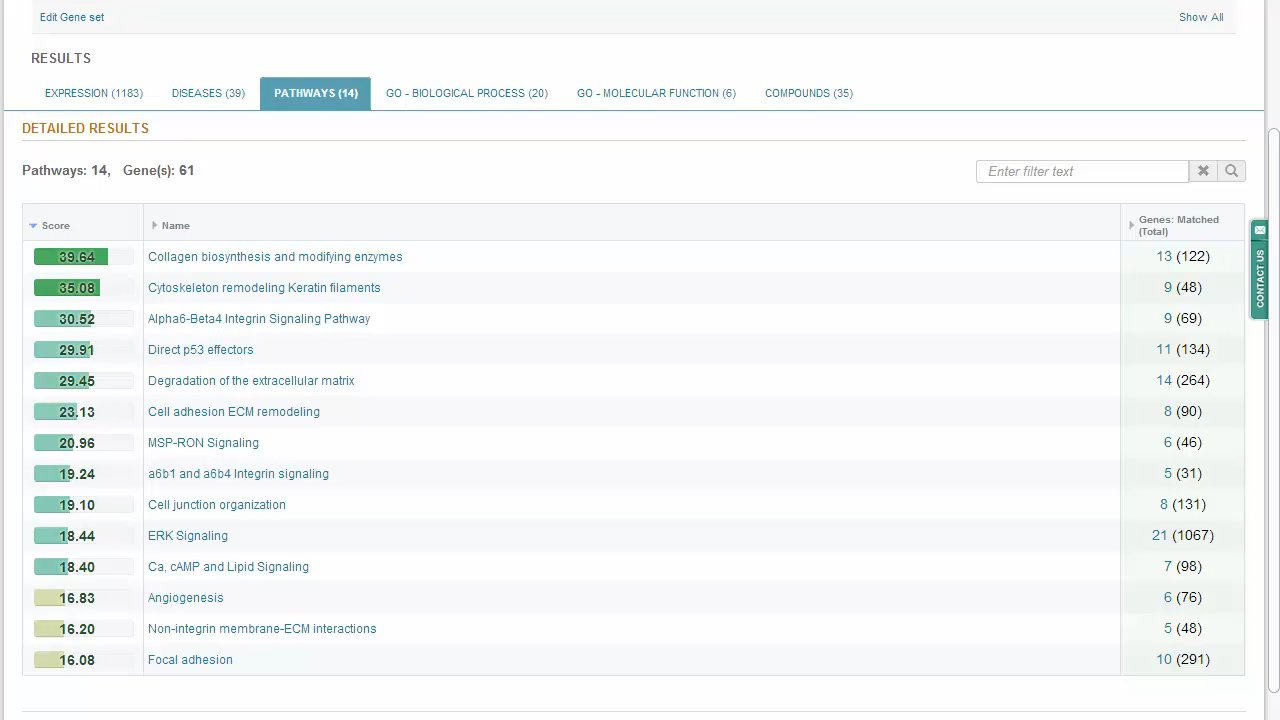 Edit Gene set Show All
RESULTS
EXPRESSION (1183) DISEASES (39) PATHWAYS (14) GO - BIOLOGICAL PROCESS (20) GO - MOLECULAR FUNCTION (6) COMPOUNDS (35)
DETAILED RESULTS
Pathways: 14, Gene(s): 61 Enter filter text
Score Name Genes: Matched (Total)
39.64 Collagen biosynthesis and modifying enzymes 13 (122)
35.08 Cytoskeleton remodeling Keratin filaments 9 (48)
30.52 Alpha6-Beta4 Integrin Signaling Pathway 9 (69)
29.91 Direct p53 effectors 11 (134)
29.45 Degradation of the extracellular matrix 14 (264)
23.13 Cell adhesion ECM remodeling 8 (90)
20.96 MSP-RON Signaling 6 (46)
19.24 a6b1 and a6b4 Integrin signaling 5 (31)
19.10 Cell junction organization 8 (131)
18.44 ERK Signaling 21 (1067)
18.40 Ca, cAMP and Lipid Signaling 7 (98)
16.83 Angiogenesis 6 (76)
16.20 Non-integrin membrane-ECM interactions 5 (48)
16.08 Focal adhesion 10 (291)
CONTACT US